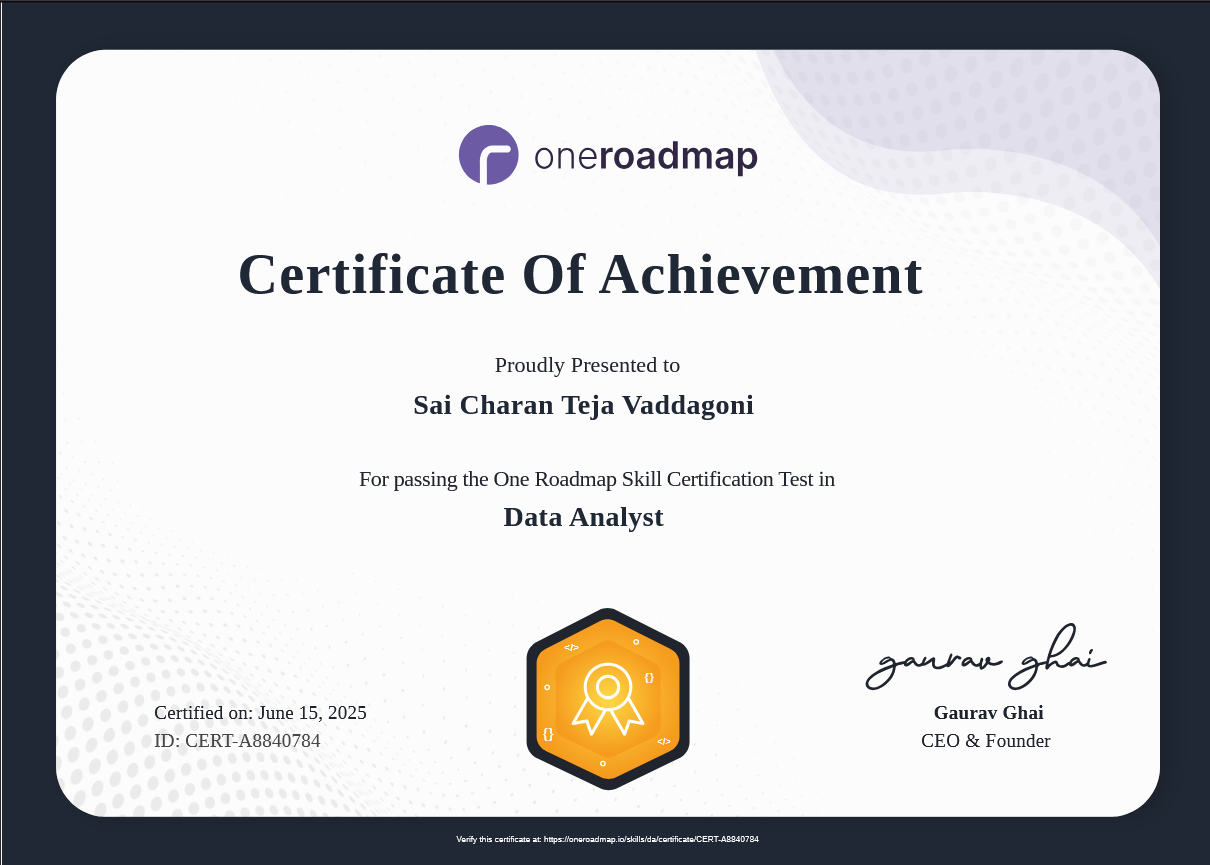 oneroadmap
Certificate Of Achievement
Proudly Presented to
Sai Charan Teja Vaddagoni
For passing the One Roadmap Skill Certification Test in
Data Analyst
</>
{}
{}
</>
gaurav ghai
Certified on: June 15, 2025
Gaurav Ghai
ID: CERT-A8840784
CEO & Founder
Verify this certificate at: https://oneroadmap.io/skills/da/certificate/CERT-A8840784